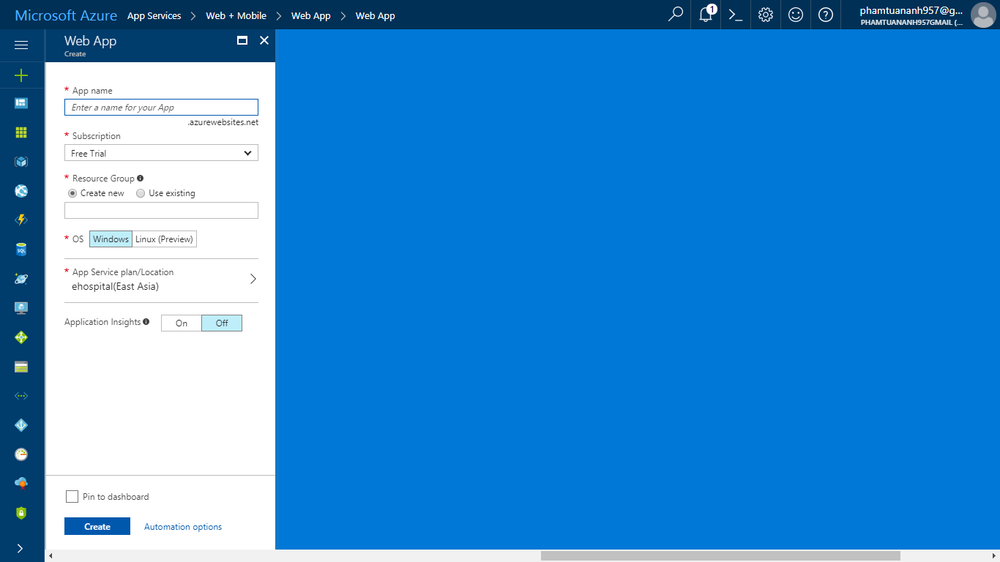 Microsoft Azure App Services Web + Mobile Web App Web App
1
phamtuananh957@g...
PHAMTUANANH957GMAIL (...
Web App
Create
* App name
Enter a name for your App
.azurewebsites.net
* Subscription
Free Trial
* Resource Group
Create new Use existing
* OS Windows Linux (Preview)
* App Service plan/Location
ehospital(East Asia)
Application Insights On Off
SQL
Pin to dashboard
Create Automation options